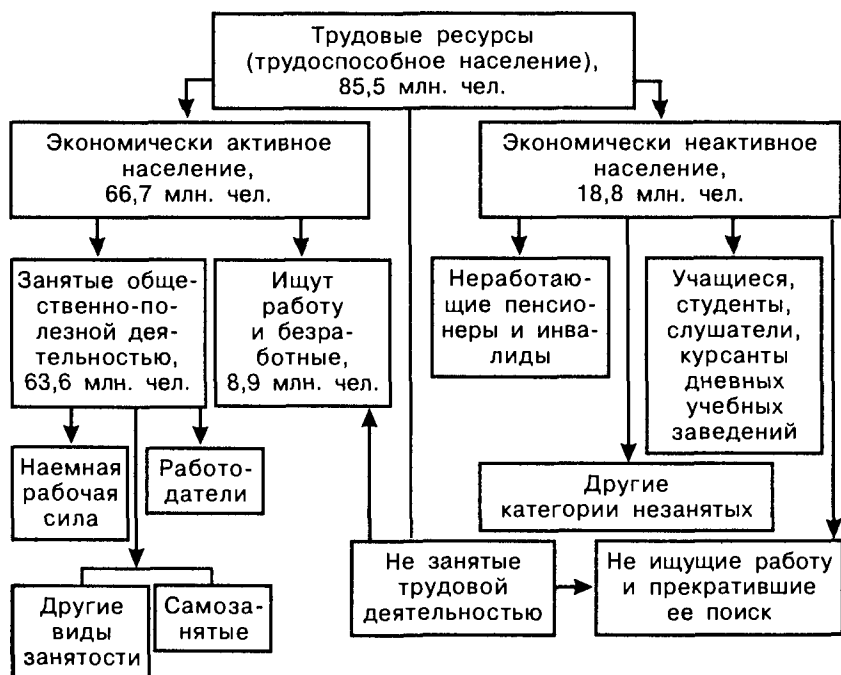 Трудовые ресурсы
(трудоспособное население),
85,5 млн. чел.
Экономически активное
население,
66,7 млн. чел.
Экономически неактивное
население,
18,8 млн. чел.
Занятые обще-
ственно-по-
лезной дея-
тельностью,
63,6 млн. чел.
Ищут
работу
и безра-
ботные,
8,9 млн. чел.
Неработаю-
щие пенсио-
неры и инва-
лиды
Учащиеся,
студенты,
слушатели,
курсанты
дневных
учебных
заведений
Наемная
рабочая
сила
Работо-
датели
Другие
категории незанятых
Не занятые
трудовой
деятельностью
Не ищущие работу
и прекратившие
ее поиск
Другие
виды
занятости
Самоза-
нятые